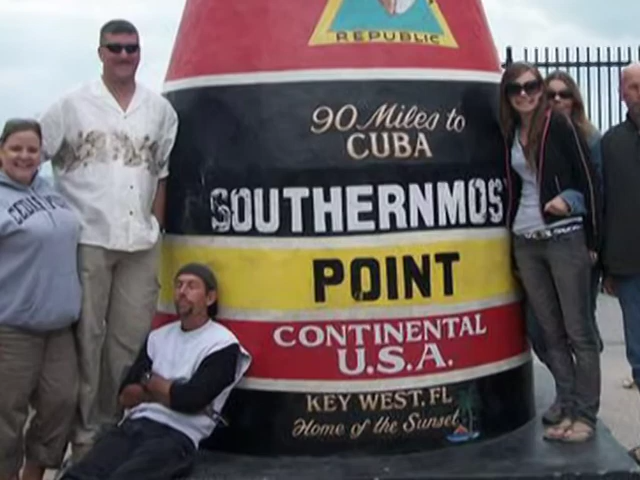 REPUBLIC
90 Miles to
CUBA
SOUTHERNMOS
POINT
CONTINENTAL
U.S.A.
KEY WEST, FL
Home of the Sunset